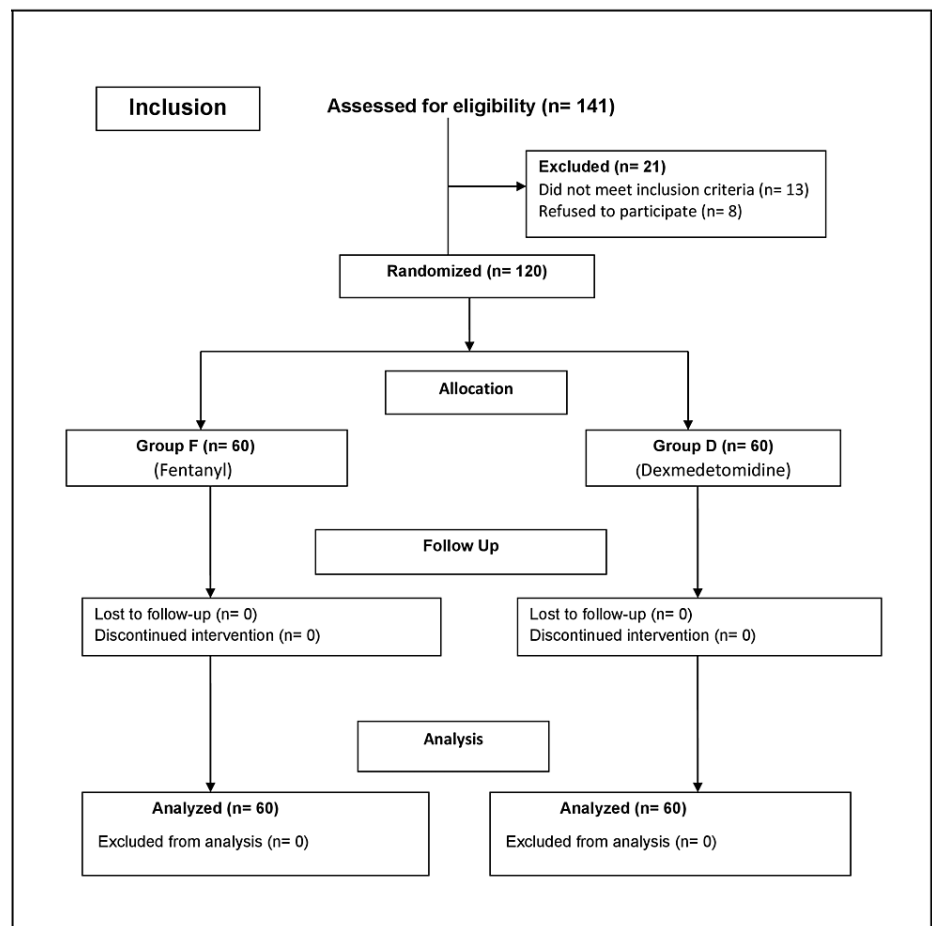 Inclusion
Assessed for eligibility (n= 141)
Excluded (n= 21)
Did not meet inclusion criteria (n= 13)
Refused to participate (n= 8)
Randomized (n= 120)
Allocation
Group F (n= 60)
(Fentanyl)
Group D (n= 60)
(Dexmedetomidine)
Follow Up
Lost to follow-up (n= 0)
Discontinued intervention (n= 0)
Lost to follow-up (n= 0)
Discontinued intervention (n= 0)
Analysis
Analyzed (n= 60)
Excluded from analysis (n= 0)
Analyzed (n= 60)
Excluded from analysis (n= 0)